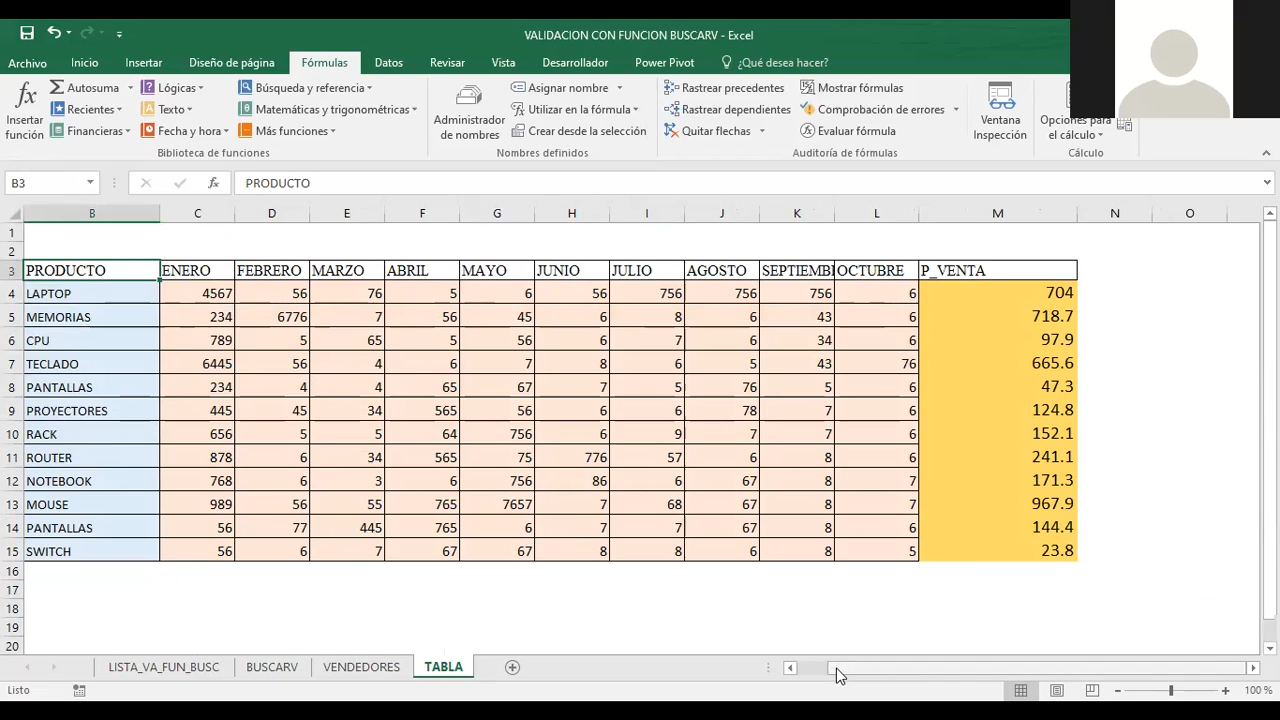 VALIDACION CON FUNCION BUSCARV - Excel
Archivo Inicio Insertar Diseño de página Fórmulas Datos Revisar Vista Desarrollador Power Pivot ¿Qué desea hacer?
fx Insertar función
Autosuma
Recientes
Financieras
Lógicas
Texto
Fecha y hora
Búsqueda y referencia
Matemáticas y trigonométricas
Más funciones
Biblioteca de funciones
Administrador de nombres
Asignar nombre
Utilizar en la fórmula
Crear desde la selección
Nombres definidos
Rastrear precedentes
Rastrear dependientes
Quitar flechas
Mostrar fórmulas
Comprobación de errores
Evaluar fórmula
Auditoría de fórmulas
Ventana Inspección
Opciones para el cálculo
Cálculo
B3 fx PRODUCTO
B C D E F G H I J K L M N O
1
2
3 PRODUCTO ENERO FEBRERO MARZO ABRIL MAYO JUNIO JULIO AGOSTO SEPTIEMB OCTUBRE P_VENTA
4 LAPTOP 4567 56 76 5 6 56 756 756 756 6 704
5 MEMORIAS 234 6776 7 56 45 6 8 6 43 6 718.7
6 CPU 789 5 65 5 56 6 7 6 34 6 97.9
7 TECLADO 6445 56 4 6 7 8 6 5 43 76 665.6
8 PANTALLAS 234 4 4 65 67 7 5 76 5 6 47.3
9 PROYECTORES 445 45 34 565 56 6 6 78 7 6 124.8
10 RACK 656 5 5 64 756 6 9 7 7 6 152.1
11 ROUTER 878 6 34 565 75 776 57 6 8 6 241.1
12 NOTEBOOK 768 6 3 6 756 86 6 67 8 7 171.3
13 MOUSE 989 56 55 765 7657 7 68 67 8 7 967.9
14 PANTALLAS 56 77 445 765 6 7 7 67 8 6 144.4
15 SWITCH 56 6 7 67 67 8 8 6 8 5 23.8
16
17
18
19
20
LISTA_VA_FUN_BUSC BUSCARV VENDEDORES TABLA
Listo 100 %